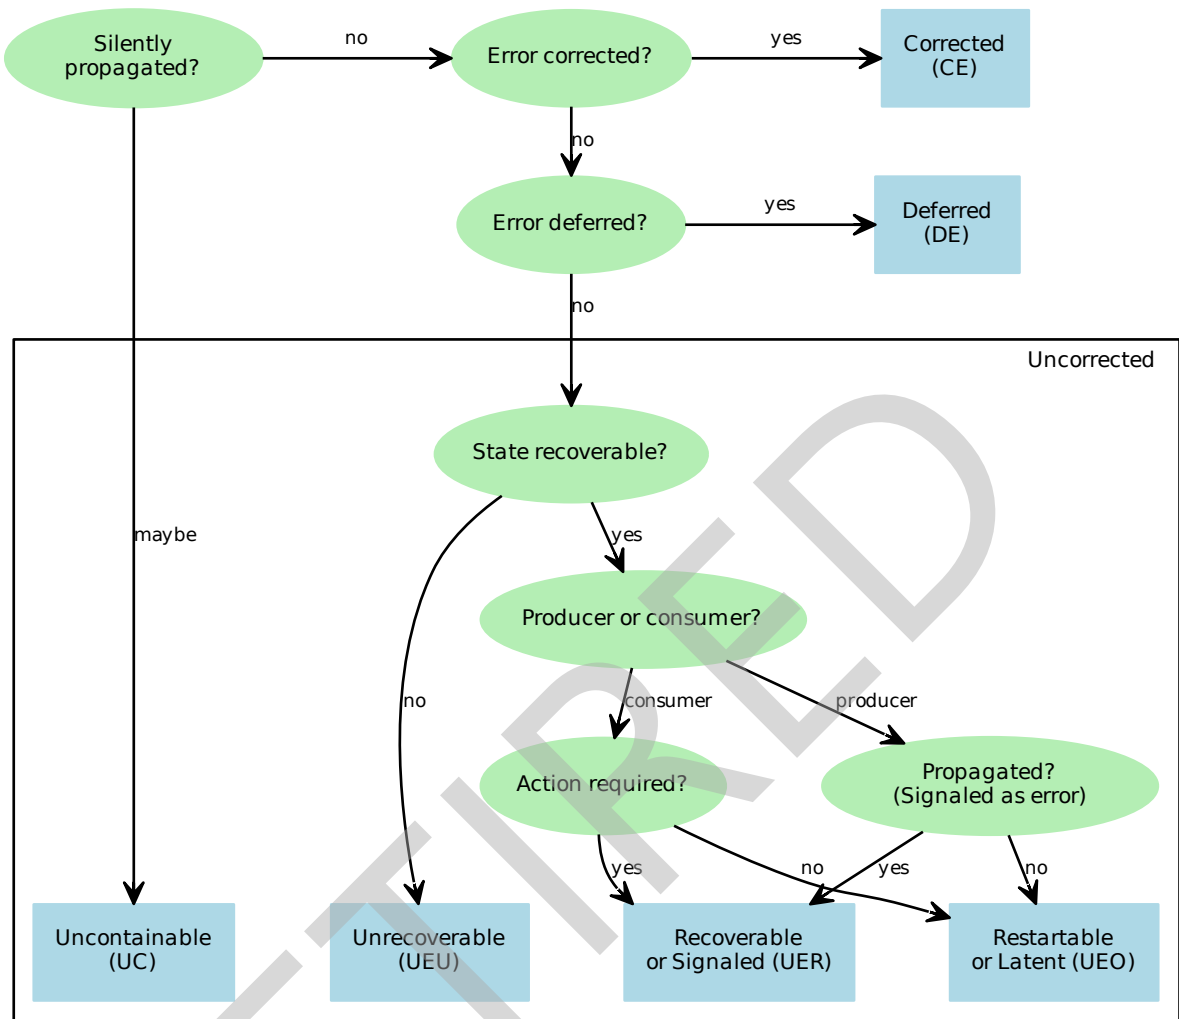 Silently
propagated?
no
Error corrected?
yes
Corrected
(CE)
no
Error deferred?
yes
Deferred
(DE)
no
Uncorrected
State recoverable?
maybe
yes
Producer or consumer?
no
consumer
producer
Action required?
Propagated?
(Signaled as error)
yes
no
yes
no
Uncontainable
(UC)
Unrecoverable
(UEU)
Recoverable
or Signaled (UER)
Restartable
or Latent (UEO)
TIRED